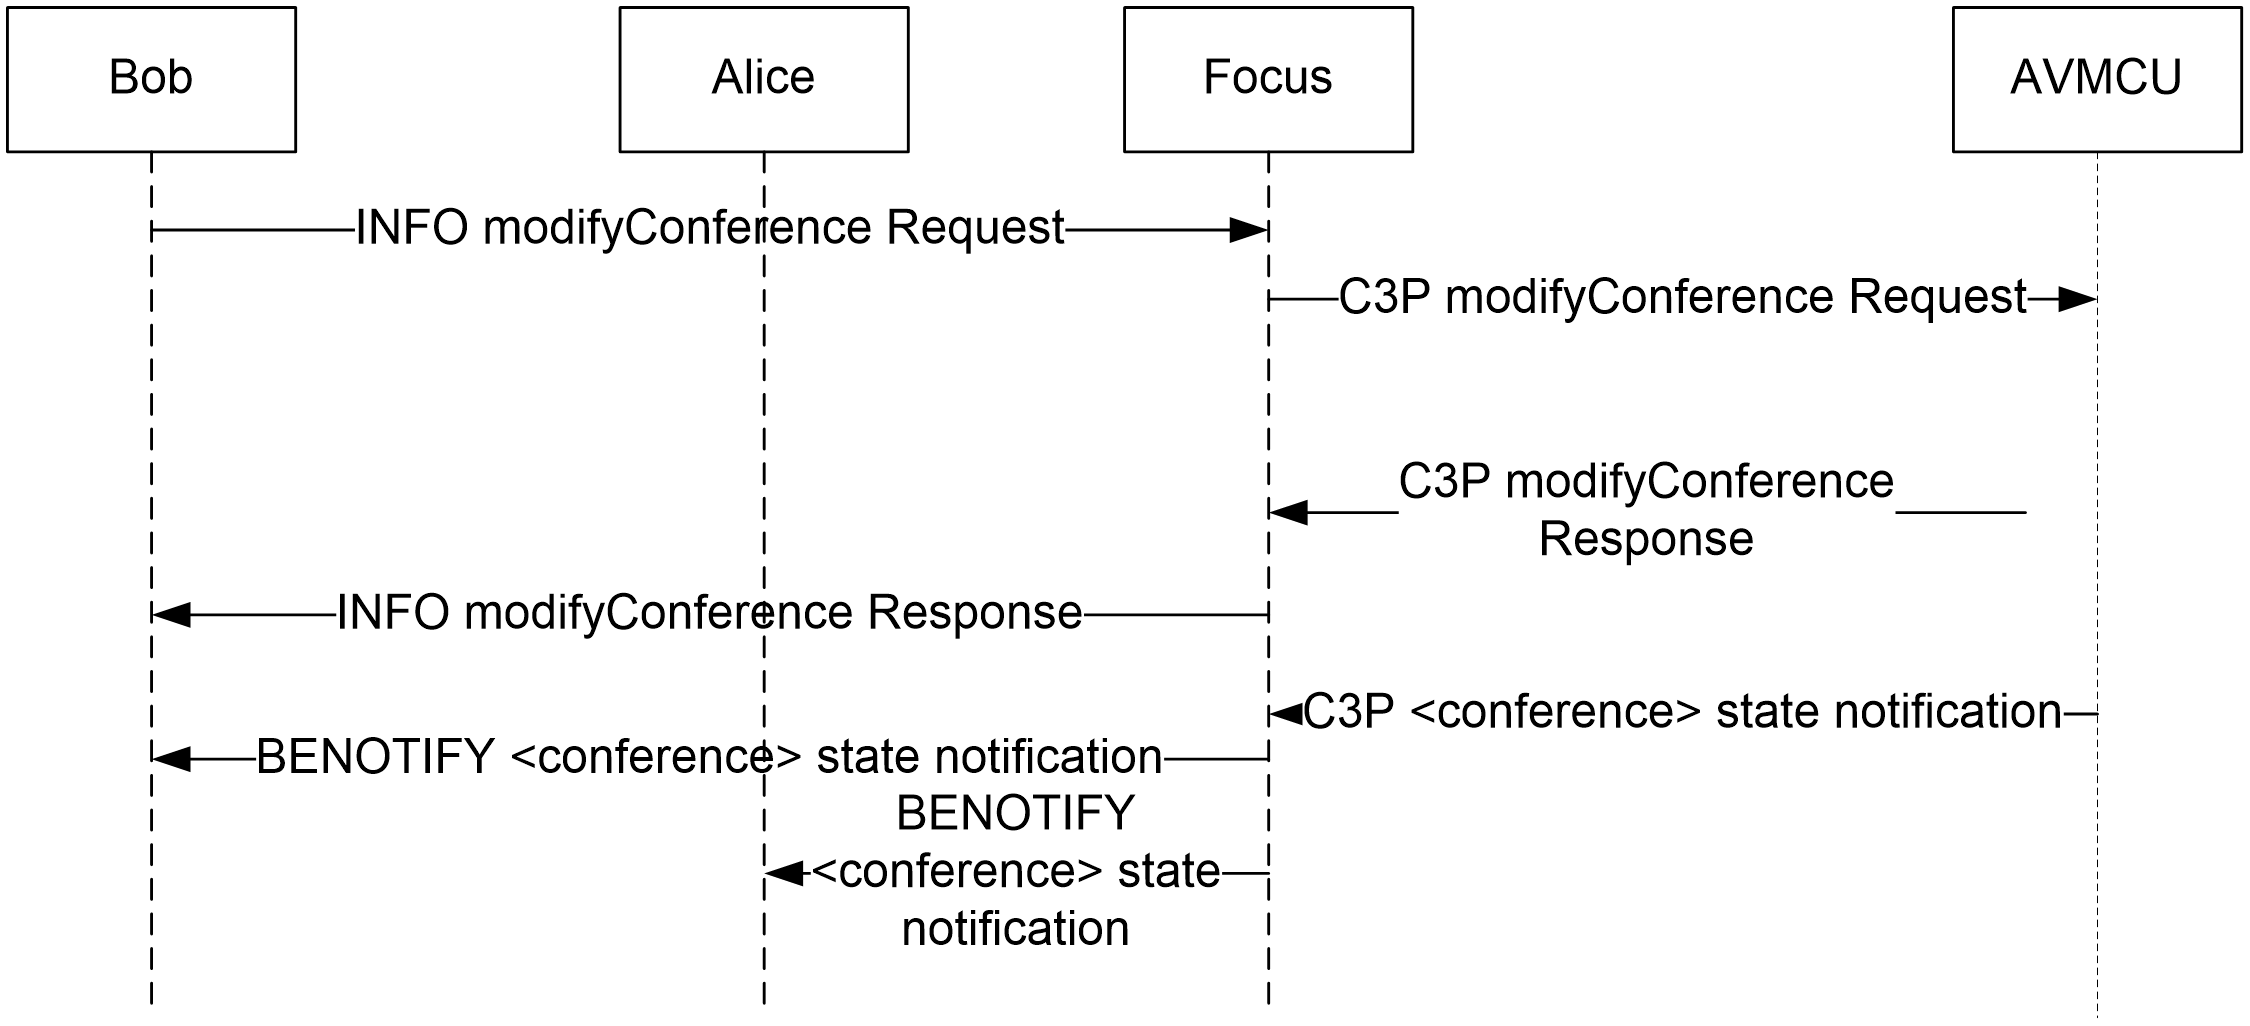 Bob
Alice
Focus
AVMCU
INFO modifyConference Request
C3P modifyConference Request
C3P modifyConference
Response
INFO modifyConference Response
C3P <conference> state notification
BENOTIFY <conference> state notification
BENOTIFY
<conference> state
notification